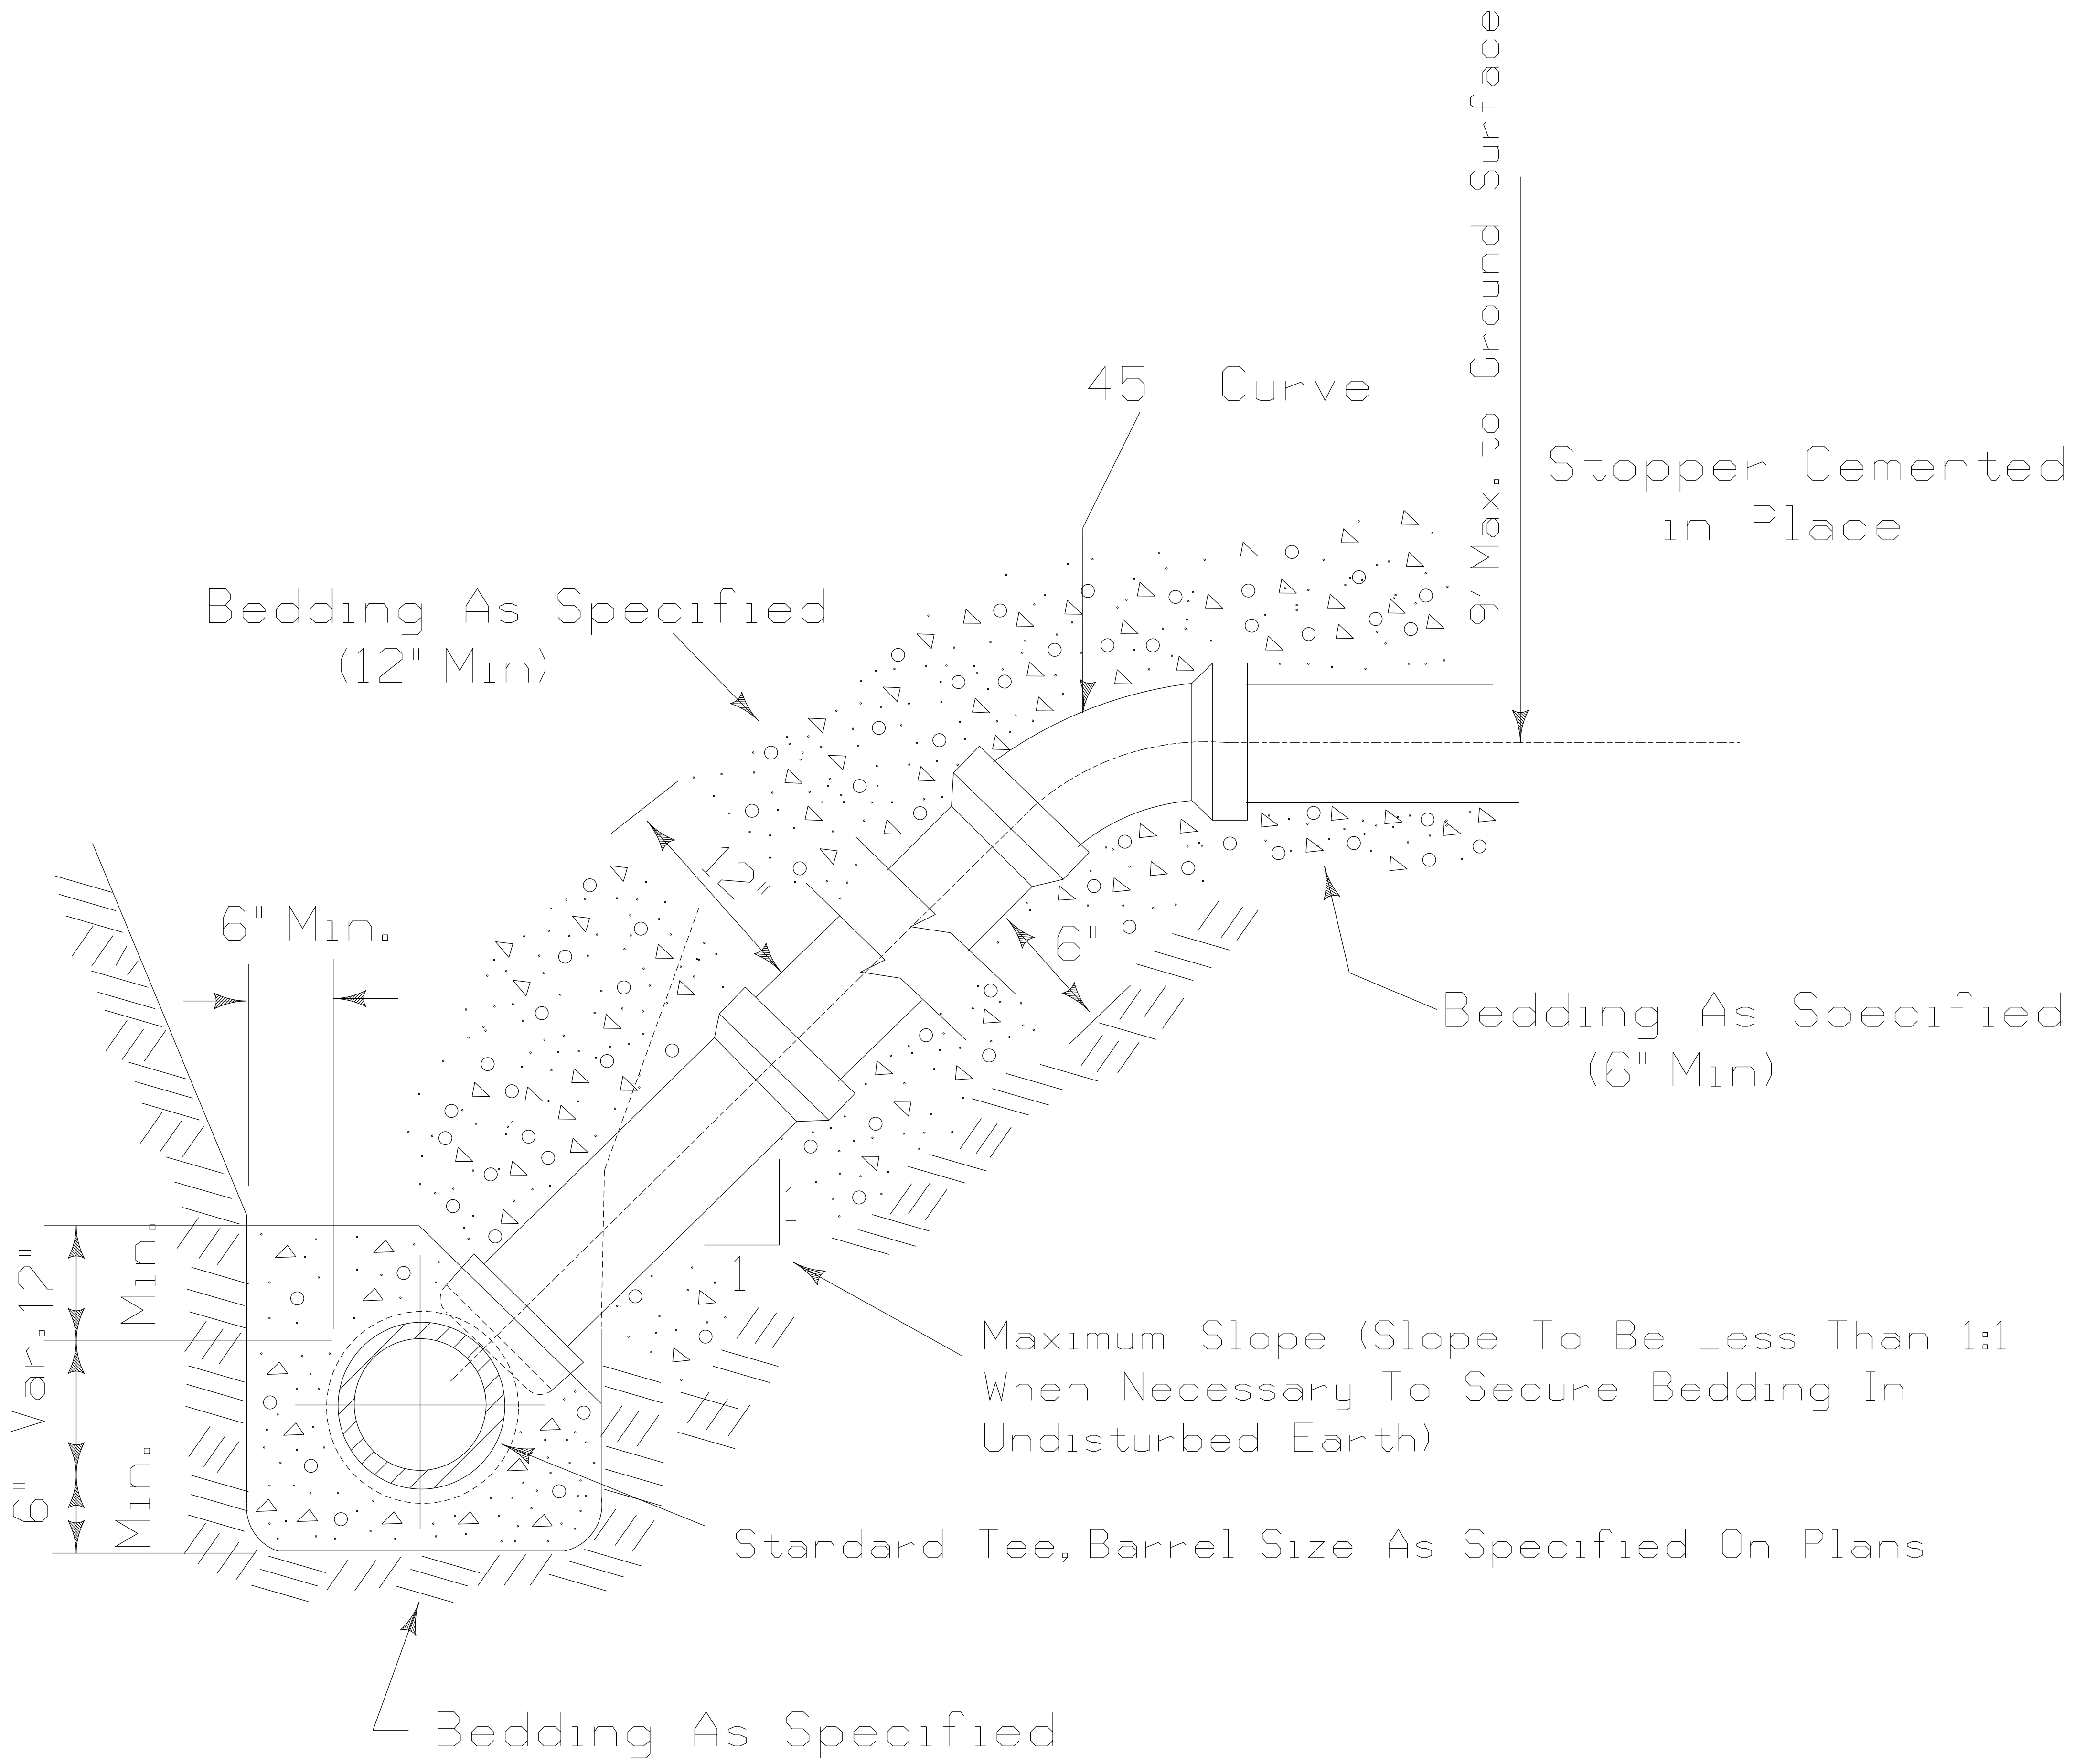 9' Max. to Ground Surface
45 Curve
Stopper Cemented
in Place
Bedding As Specified
(12" Min)
12"
6" Min.
6"
Bedding As Specified
(6" Min)
1
1
12"
Min.
Var.
6"
Min.
Maximum Slope (Slope To Be Less Than 1:1
When Necessary To Secure Bedding In
Undisturbed Earth)
Standard Tee, Barrel Size As Specified On Plans
Bedding As Specified